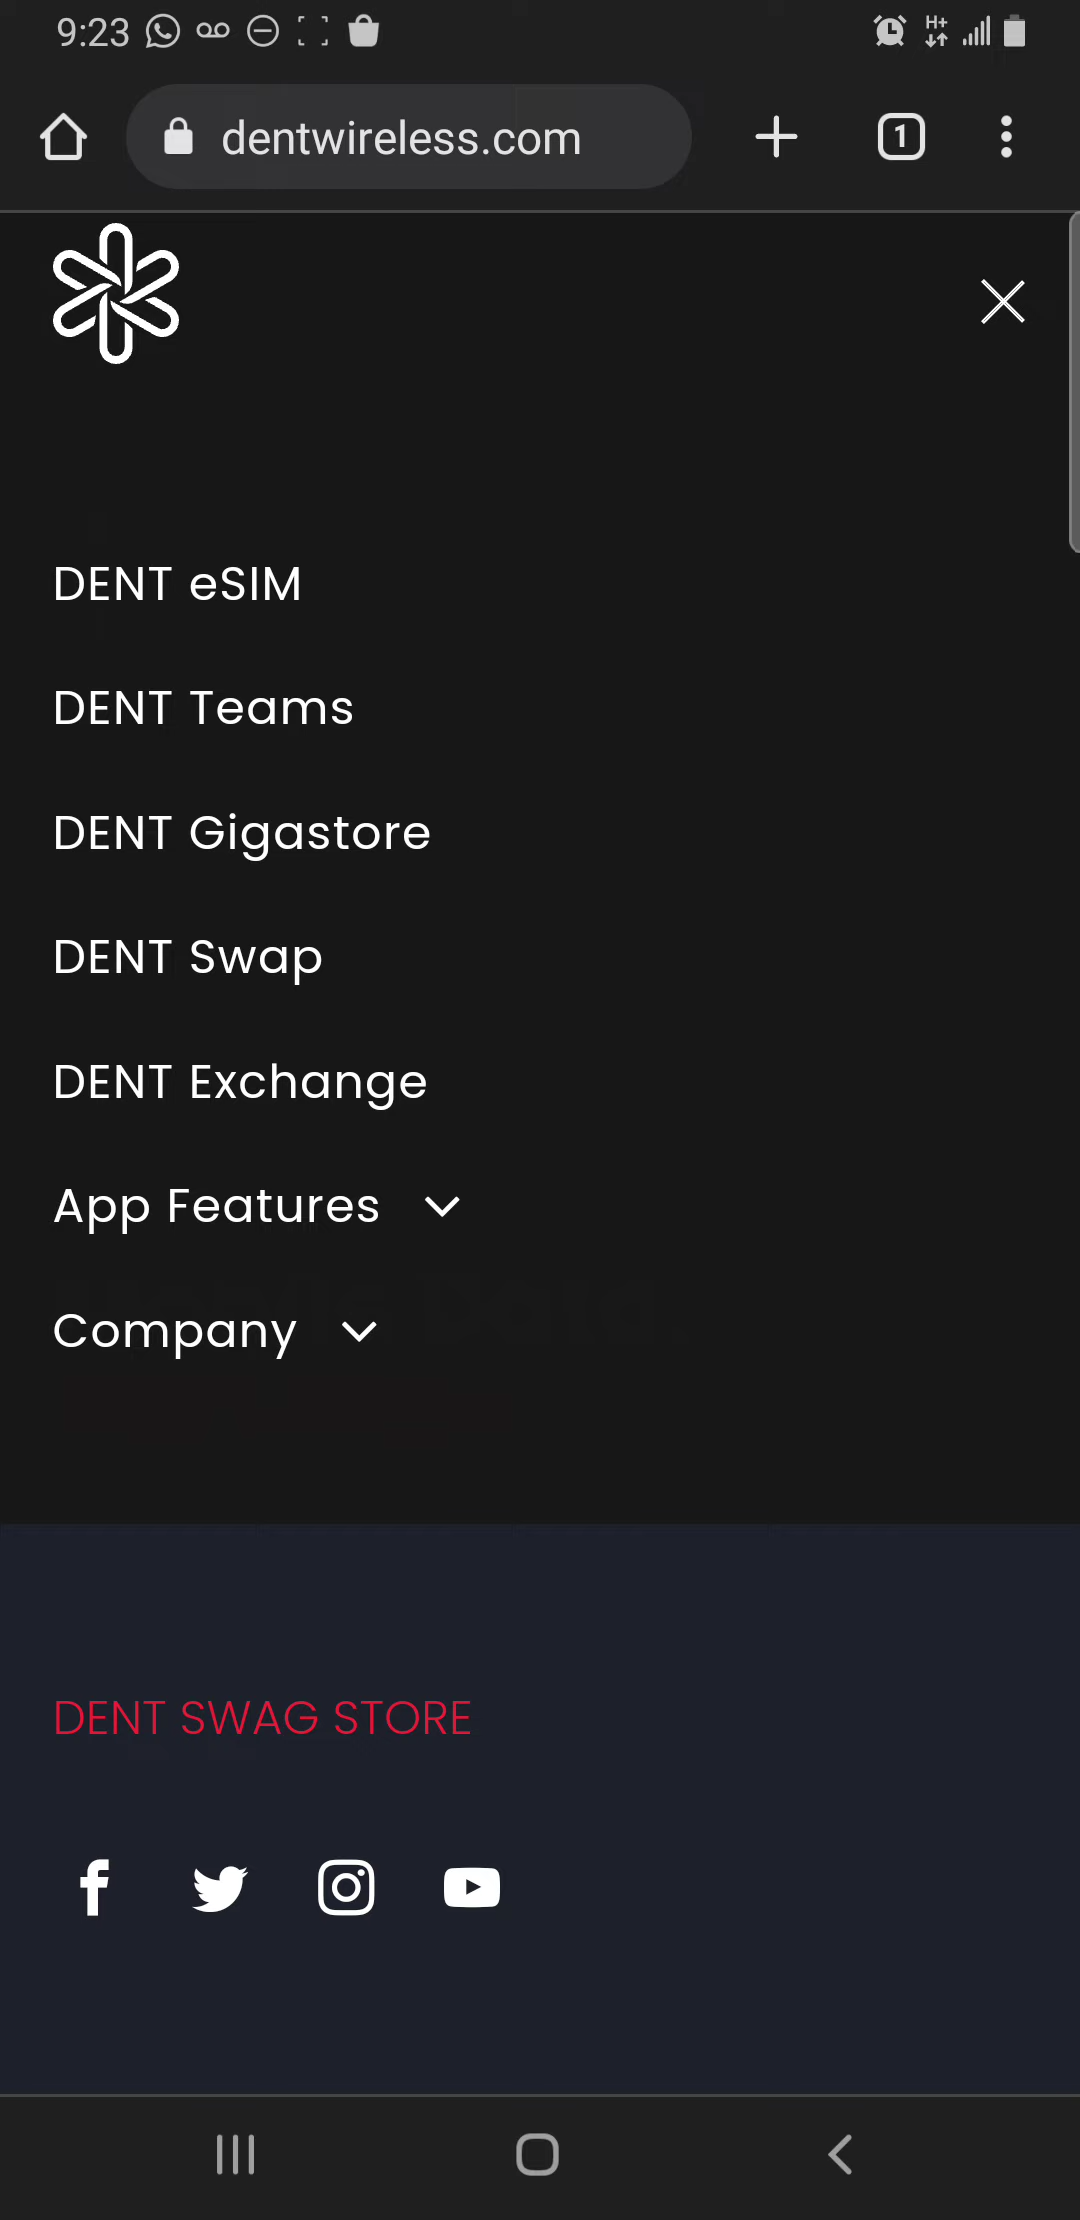 9:23
H+
dentwireless.com
1
DENT eSIM
DENT Teams
DENT Gigastore
DENT Swap
DENT Exchange
App Features
Company
DENT SWAG STORE